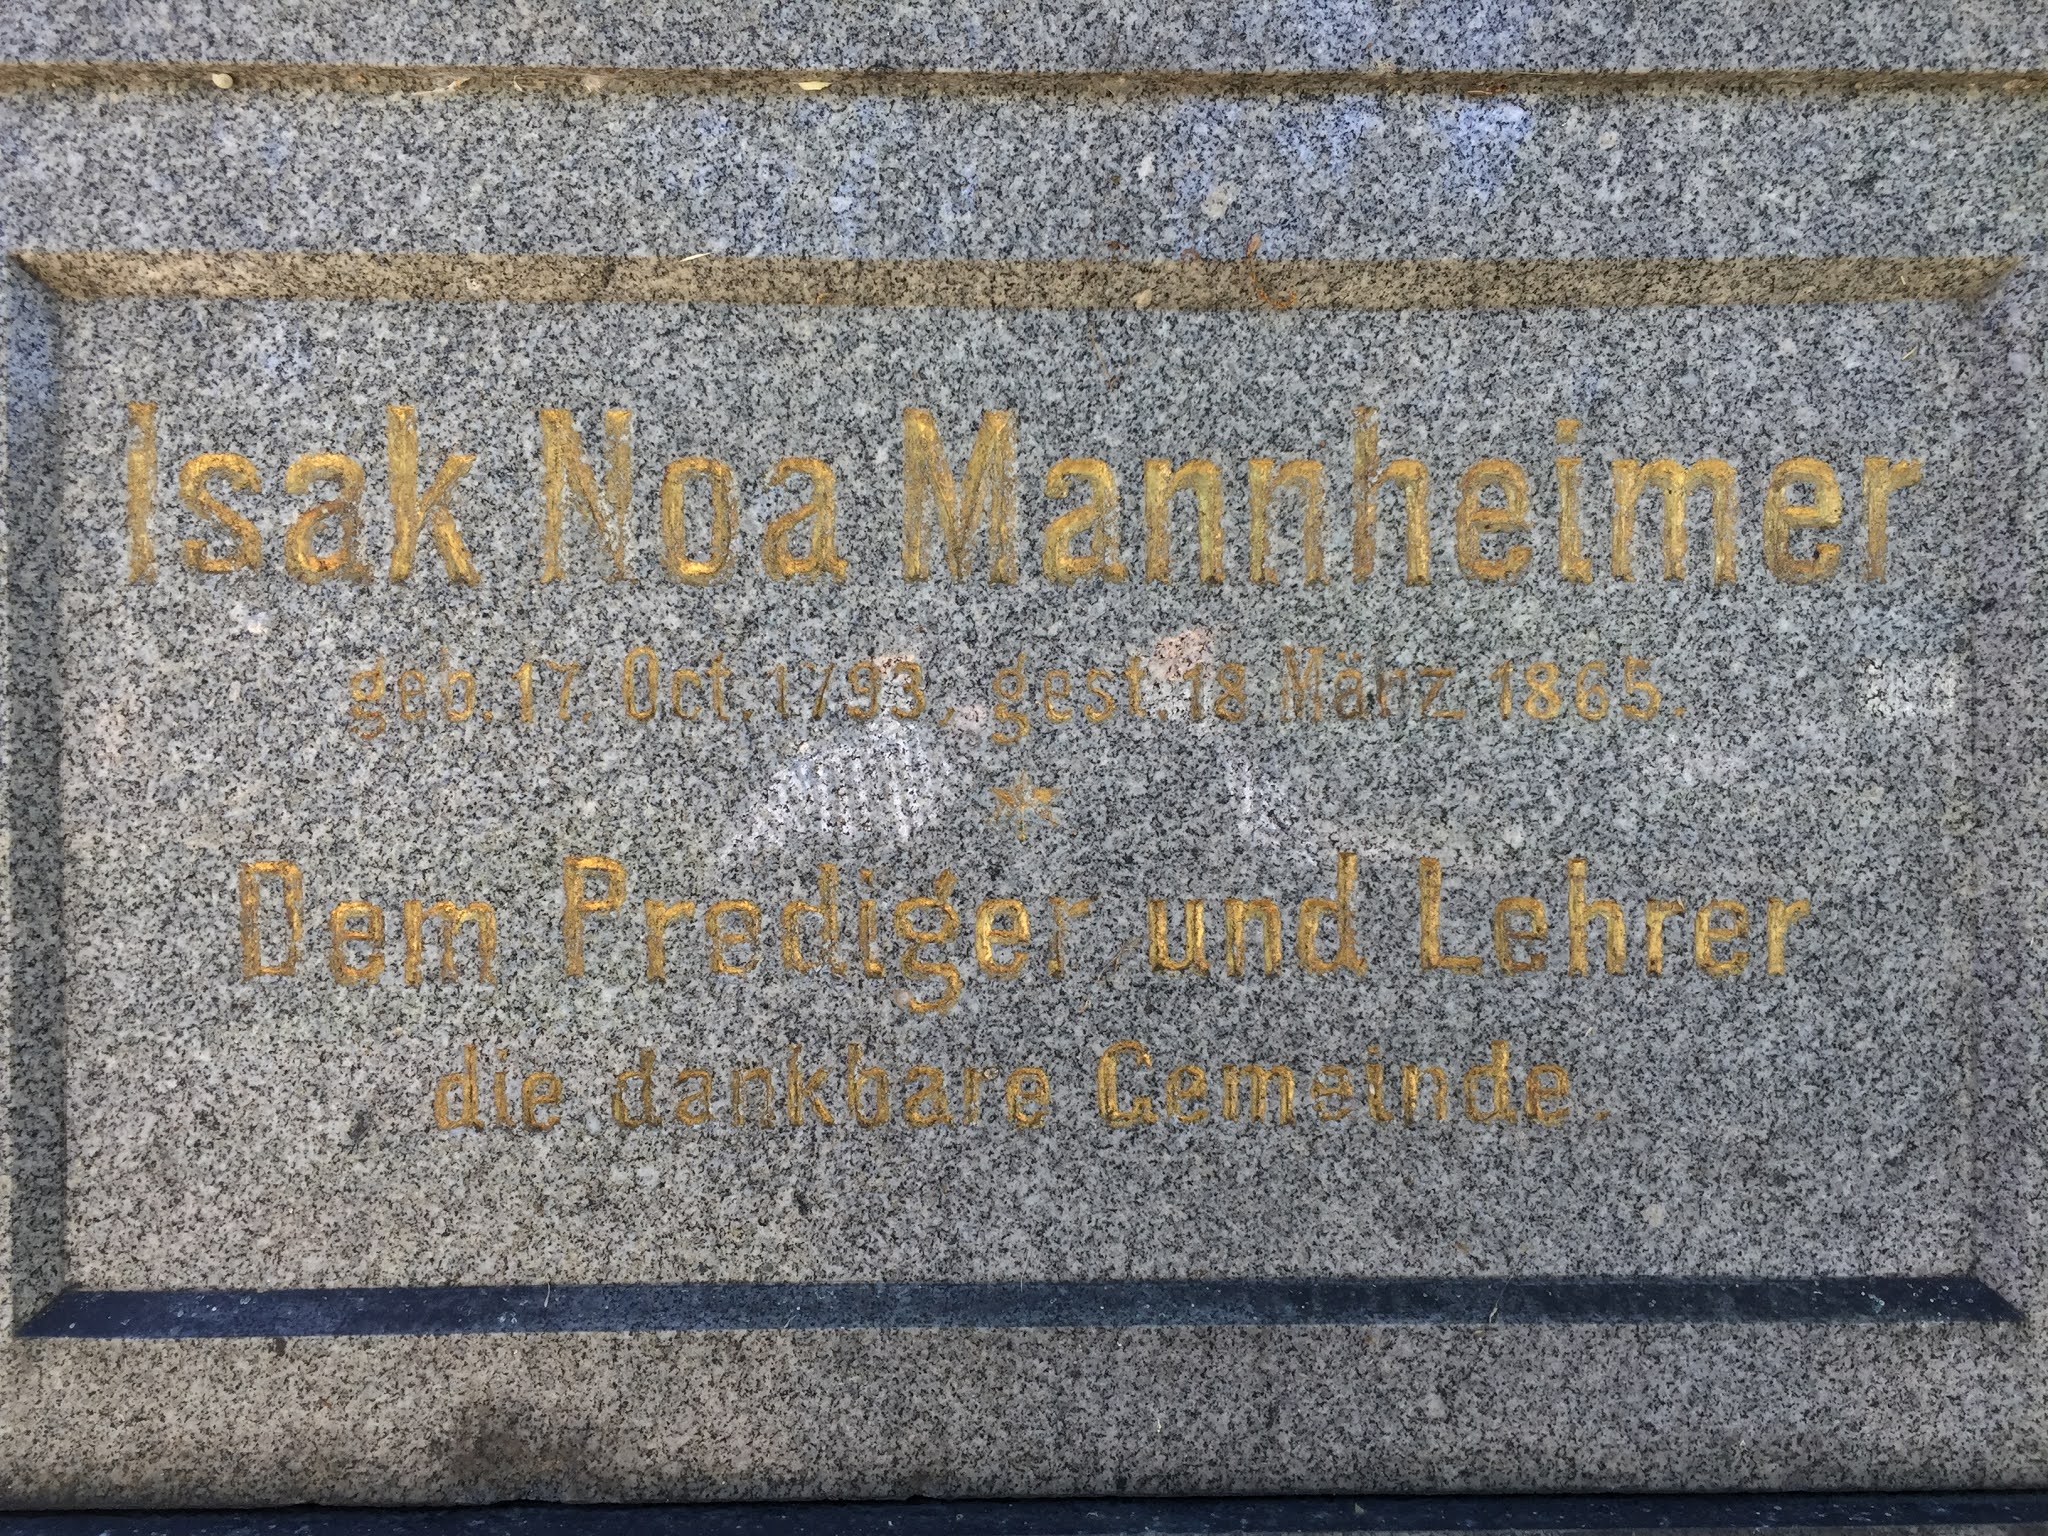 Isak Noa Mannheimer
geb. 17. Oct. 1793, gest. 18 März 1865.
Dem Prediger und Lehrer
die dankbare Gemeinde.